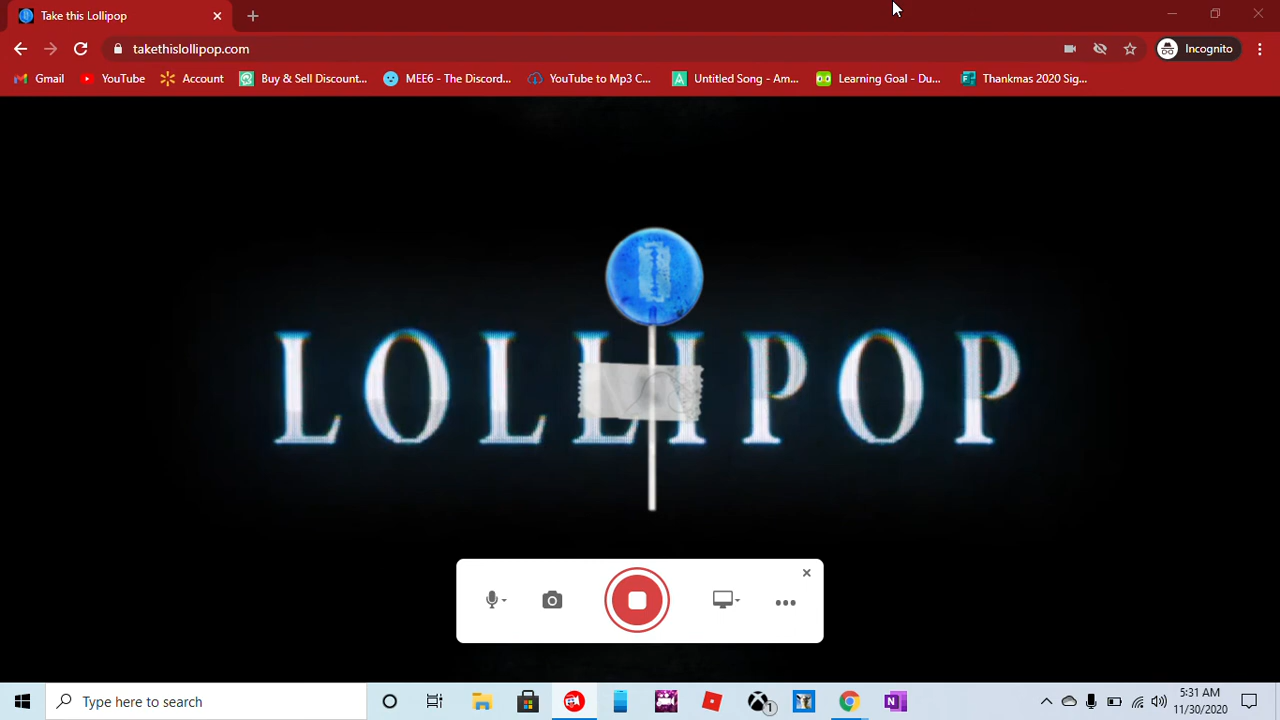 Take this Lollipop
takethislollipop.com
Incognito
Gmail
YouTube
Account
Buy & Sell Discount...
MEE6 - The Discord...
YouTube to Mp3 C...
Untitled Song - Am...
Learning Goal - Du...
Thankmas 2020 Sig...
LOLLIPOP
Type here to search
1
5:31 AM
11/30/2020